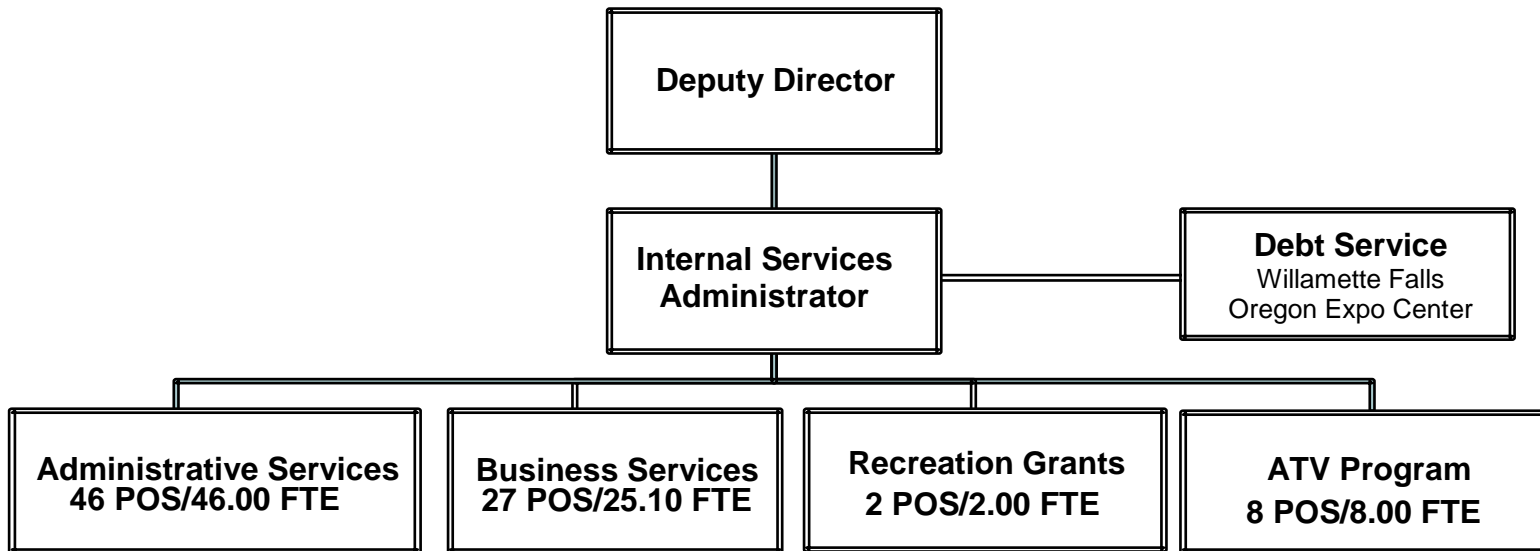 Deputy Director
Internal Services
Administrator
Debt Service
Willamette Falls
Oregon Expo Center
Administrative Services
46 POS/46.00 FTE
Business Services
27 POS/25.10 FTE
Recreation Grants
2 POS/2.00 FTE
ATV Program
8 POS/8.00 FTE